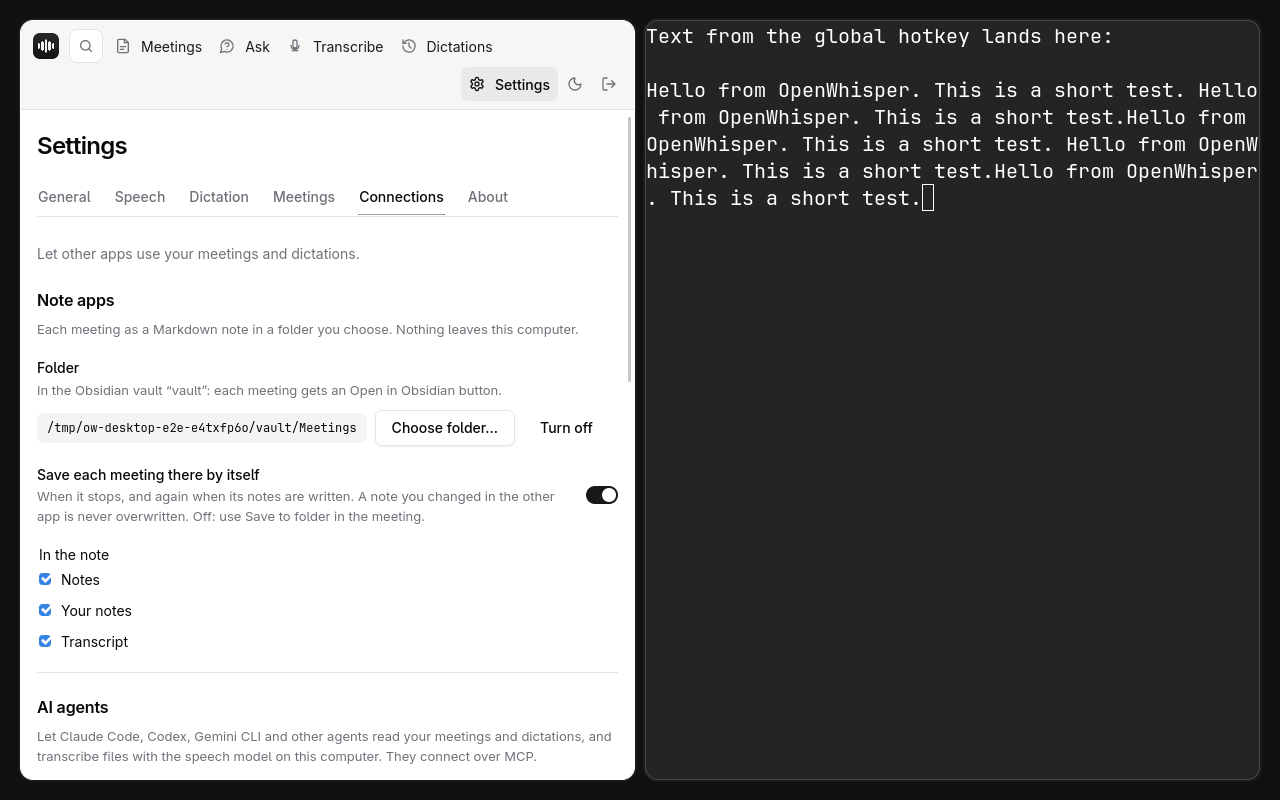 Meetings
Ask
Transcribe
Dictations
Settings
Settings
General
Speech
Dictation
Meetings
Connections
About
Let other apps use your meetings and dictations.
Note apps
Each meeting as a Markdown note in a folder you choose. Nothing leaves this computer.
Folder
In the Obsidian vault “vault”: each meeting gets an Open in Obsidian button.
/tmp/ow-desktop-e2e-e4txfp6o/vault/Meetings
Choose folder...
Turn off
Save each meeting there by itself
When it stops, and again when its notes are written. A note you changed in the other
app is never overwritten. Off: use Save to folder in the meeting.
In the note
Notes
Your notes
Transcript
AI agents
Let Claude Code, Codex, Gemini CLI and other agents read your meetings and dictations, and
transcribe files with the speech model on this computer. They connect over MCP.
Text from the global hotkey lands here:
Hello from OpenWhisper. This is a short test. Hello
 from OpenWhisper. This is a short test.Hello from
OpenWhisper. This is a short test. Hello from OpenW
hisper. This is a short test.Hello from OpenWhisper
. This is a short test.